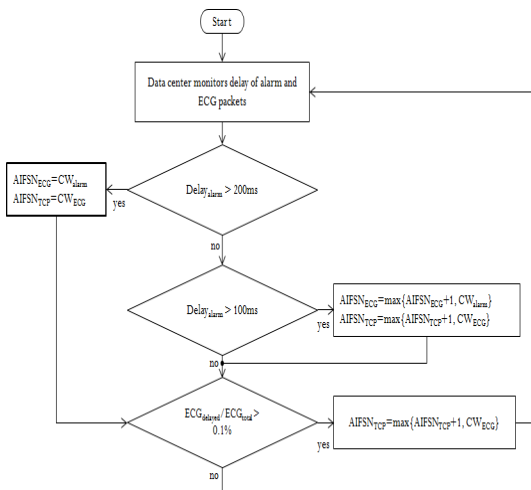 Start
Data center monitors delay of alarm and
ECG packets
Delay_alarm > 200ms
AIFSN_ECG=CW_alarm
AIFSN_TCP=CW_ECG
yes
no
Delay_alarm > 100ms
yes
AIFSN_ECG=max{AIFSN_ECG+1, CW_alarm}
AIFSN_TCP=max{AIFSN_TCP+1, CW_ECG}
no
ECG_delayed/ECG_total>
0.1%
yes
AIFSN_TCP=max{AIFSN_TCP+1, CW_ECG}
no